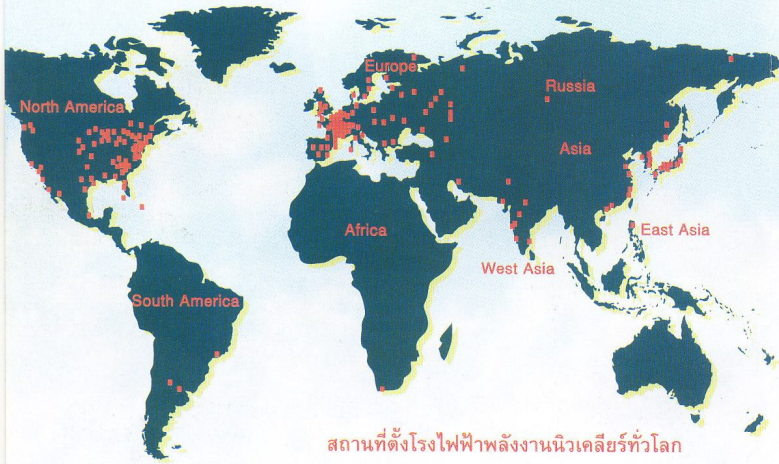 Europe
North America
Russia
Asia
Africa
East Asia
West Asia
South America
สถานที่ตั้งโรงไฟฟ้าพลังงานนิวเคลียร์ทั่วโลก